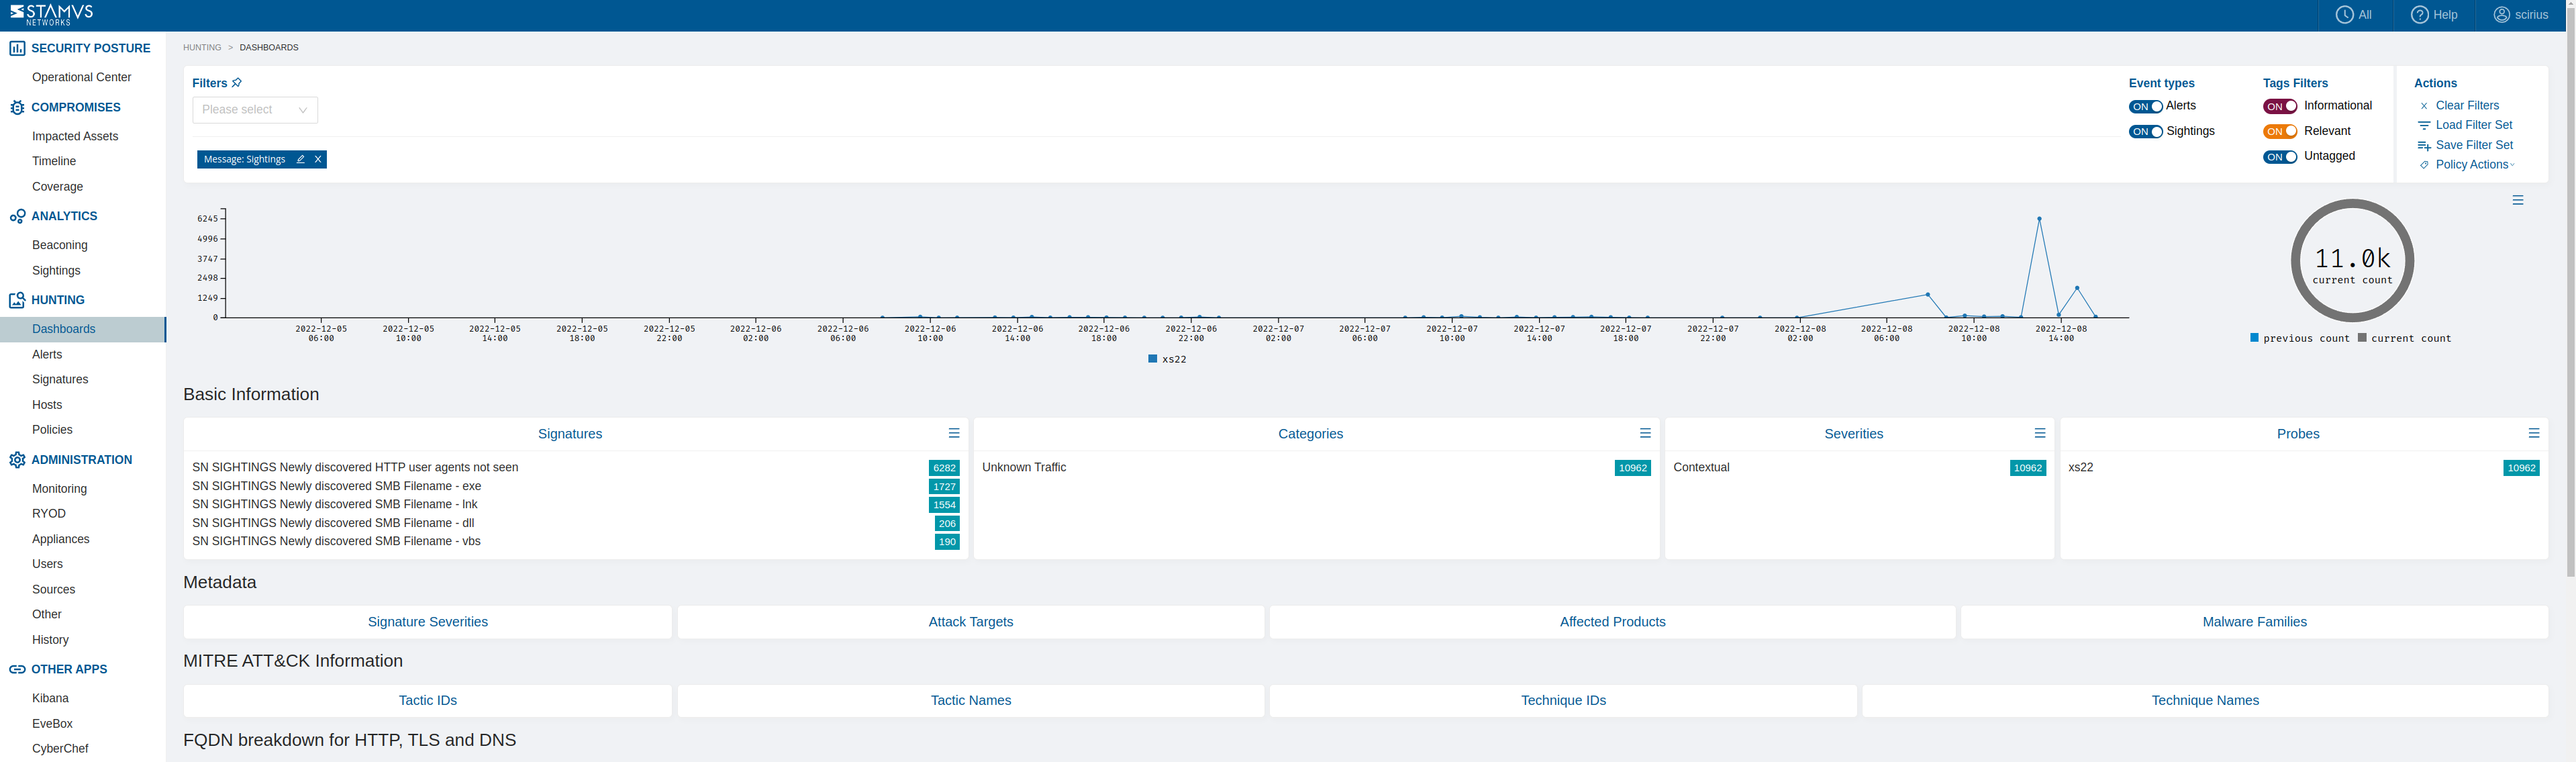 STAMVS
NETWORKS
All
Help
scirius
SECURITY POSTURE
Operational Center
COMPROMISES
Impacted Assets
Timeline
Coverage
ANALYTICS
Beaconing
Sightings
HUNTING
Dashboards
Alerts
Signatures
Hosts
Policies
ADMINISTRATION
Monitoring
RYOD
Appliances
Users
Sources
Other
History
OTHER APPS
Kibana
EveBox
CyberChef
HUNTING > DASHBOARDS
Filters
Please select
Message: Sightings
Event types
ON Alerts
ON Sightings
Tags Filters
ON Informational
ON Relevant
ON Untagged
Actions
Clear Filters
Load Filter Set
Save Filter Set
Policy Actions
6245
4996
3747
2498
1249
0
2022-12-05 2022-12-05 2022-12-05 2022-12-05 2022-12-05 2022-12-06 2022-12-06 2022-12-06 2022-12-06 2022-12-06 2022-12-06 2022-12-07 2022-12-07 2022-12-07 2022-12-07 2022-12-07 2022-12-07 2022-12-08 2022-12-08 2022-12-08 2022-12-08
06:00 10:00 14:00 18:00 22:00 02:00 06:00 10:00 14:00 18:00 22:00 02:00 06:00 10:00 14:00 18:00 22:00 02:00 06:00 10:00 14:00
xs22
11.0k
current count
previous count current count
Basic Information
Signatures
SN SIGHTINGS Newly discovered HTTP user agents not seen 6282
SN SIGHTINGS Newly discovered SMB Filename - exe 1727
SN SIGHTINGS Newly discovered SMB Filename - lnk 1554
SN SIGHTINGS Newly discovered SMB Filename - dll 206
SN SIGHTINGS Newly discovered SMB Filename - vbs 190
Categories
Unknown Traffic 10962
Severities
Contextual 10962
Probes
xs22 10962
Metadata
Signature Severities
Attack Targets
Affected Products
Malware Families
MITRE ATT&CK Information
Tactic IDs
Tactic Names
Technique IDs
Technique Names
FQDN breakdown for HTTP, TLS and DNS